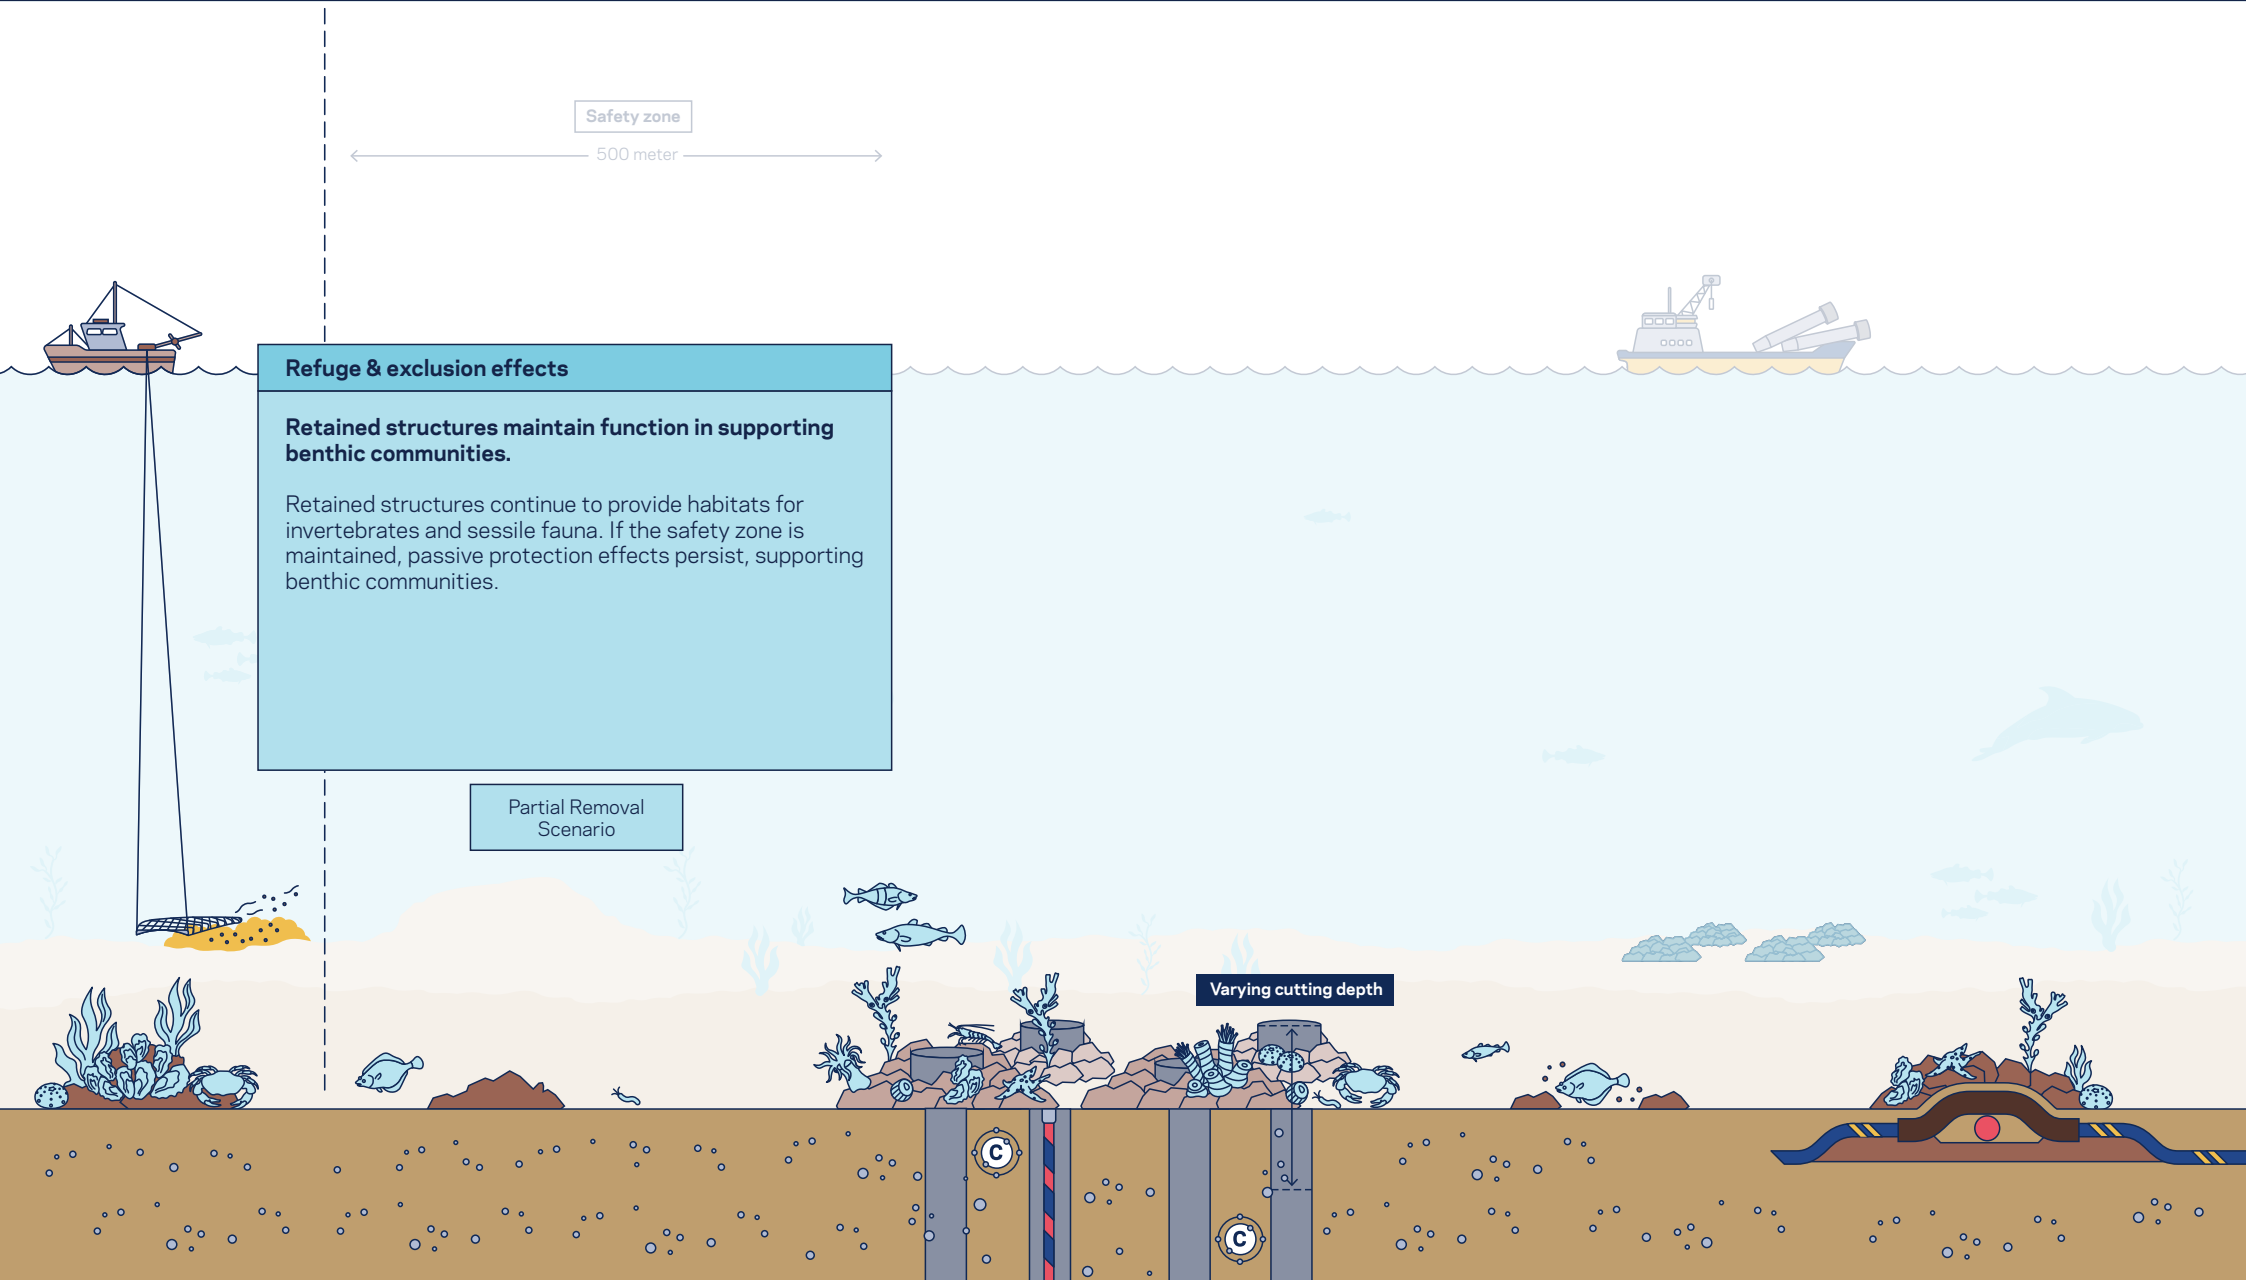 Safety zone
500 meter
Refuge & exclusion effects
Retained structures maintain function in supporting
benthic communities.
Retained structures continue to provide habitats for
invertebrates and sessile fauna. If the safety zone is
maintained, passive protection effects persist, supporting
benthic communities.
Partial Removal
Scenario
Varying cutting depth
C
C